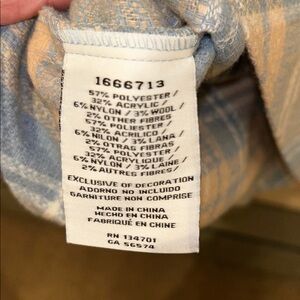 1666713
57% POLYESTER /
32% ACRYLIC /
6% NYLON / 3% WOOL /
2% OTHER FIBRES
57% POLIESTER /
32% ACRILICO /
6% NILON / 3% LANA /
2% OTRAS FIBRAS
57% POLYESTER /
32% ACRYLIQUE /
6% NYLON / 3% LAINE /
2% AUTRES FIBRES /
EXCLUSIVE OF DECORATION
ADORNO NO INCLUIDO
GARNITURE NON COMPRISE
MADE IN CHINA
HECHO EN CHINA
FABRIQUÉ EN CHINE
RN 134701
CA 56574